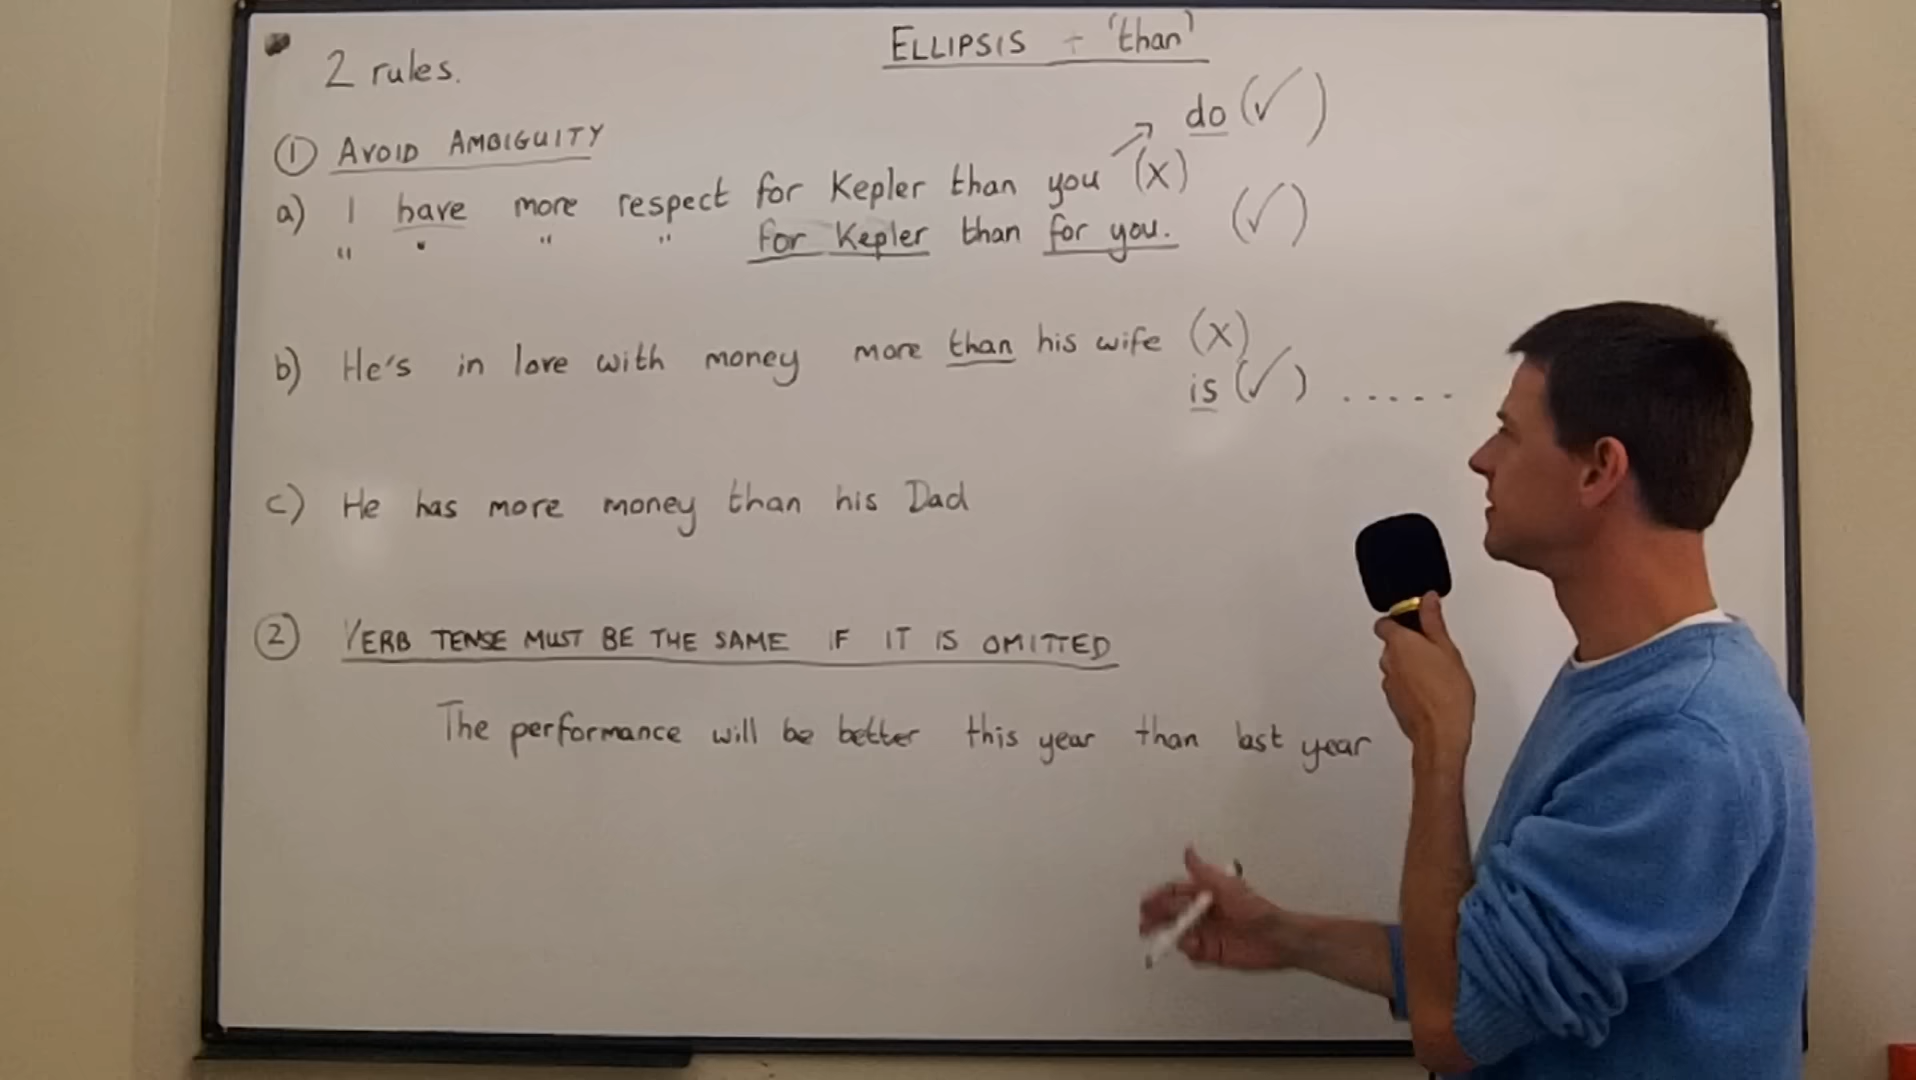 ELLIPSIS - 'than'
2 rules.
① AVOID AMBIGUITY
do (✓)
a) I have more respect for Kepler than you (x)
" " " " for Kepler than for you. (✓)
b) He's in love with money more than his wife (x)
is (✓) .....
c) He has more money than his Dad
② VERB TENSE MUST BE THE SAME IF IT IS OMITTED
The performance will be better this year than last year